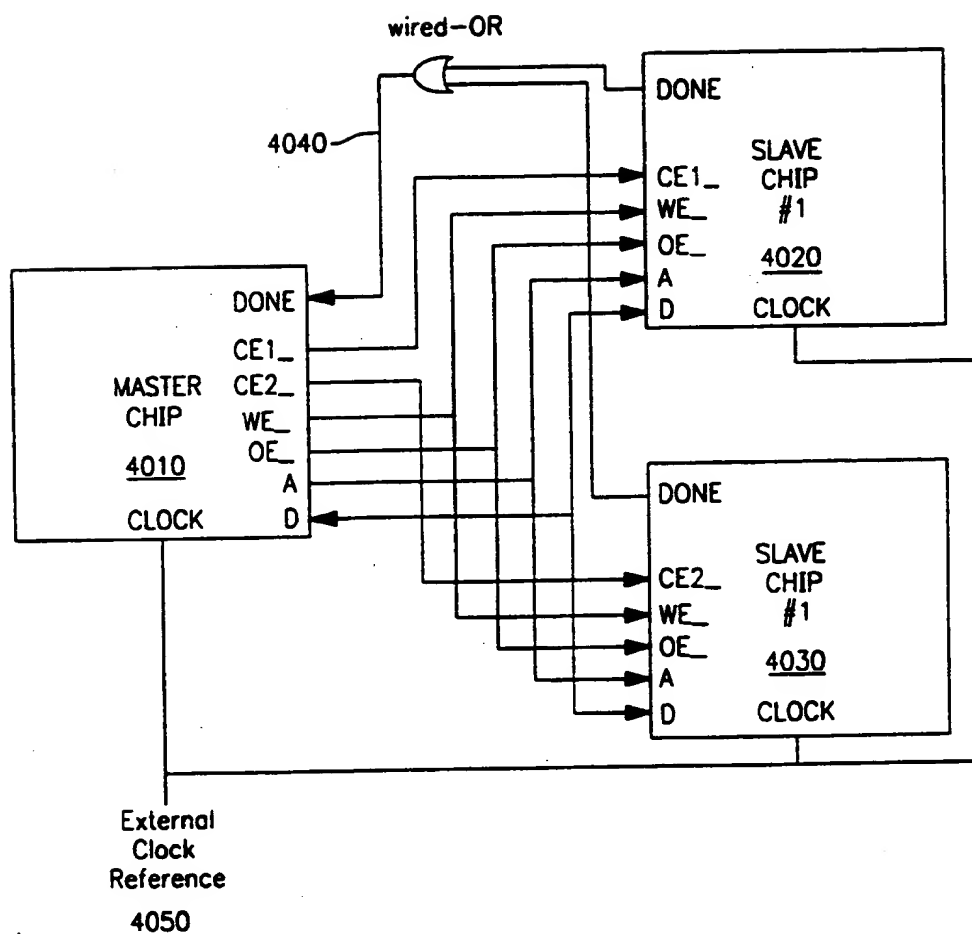 wired-OR
4040
DONE
CE1_
WE_
OE_
A
D
SLAVE
CHIP
#1
4020
CLOCK
DONE
CE1_
CE2_
WE_
OE_
A
D
MASTER
CHIP
4010
CLOCK
DONE
CE2_
WE_
OE_
A
D
SLAVE
CHIP
#1
4030
CLOCK
External
Clock
Reference
4050